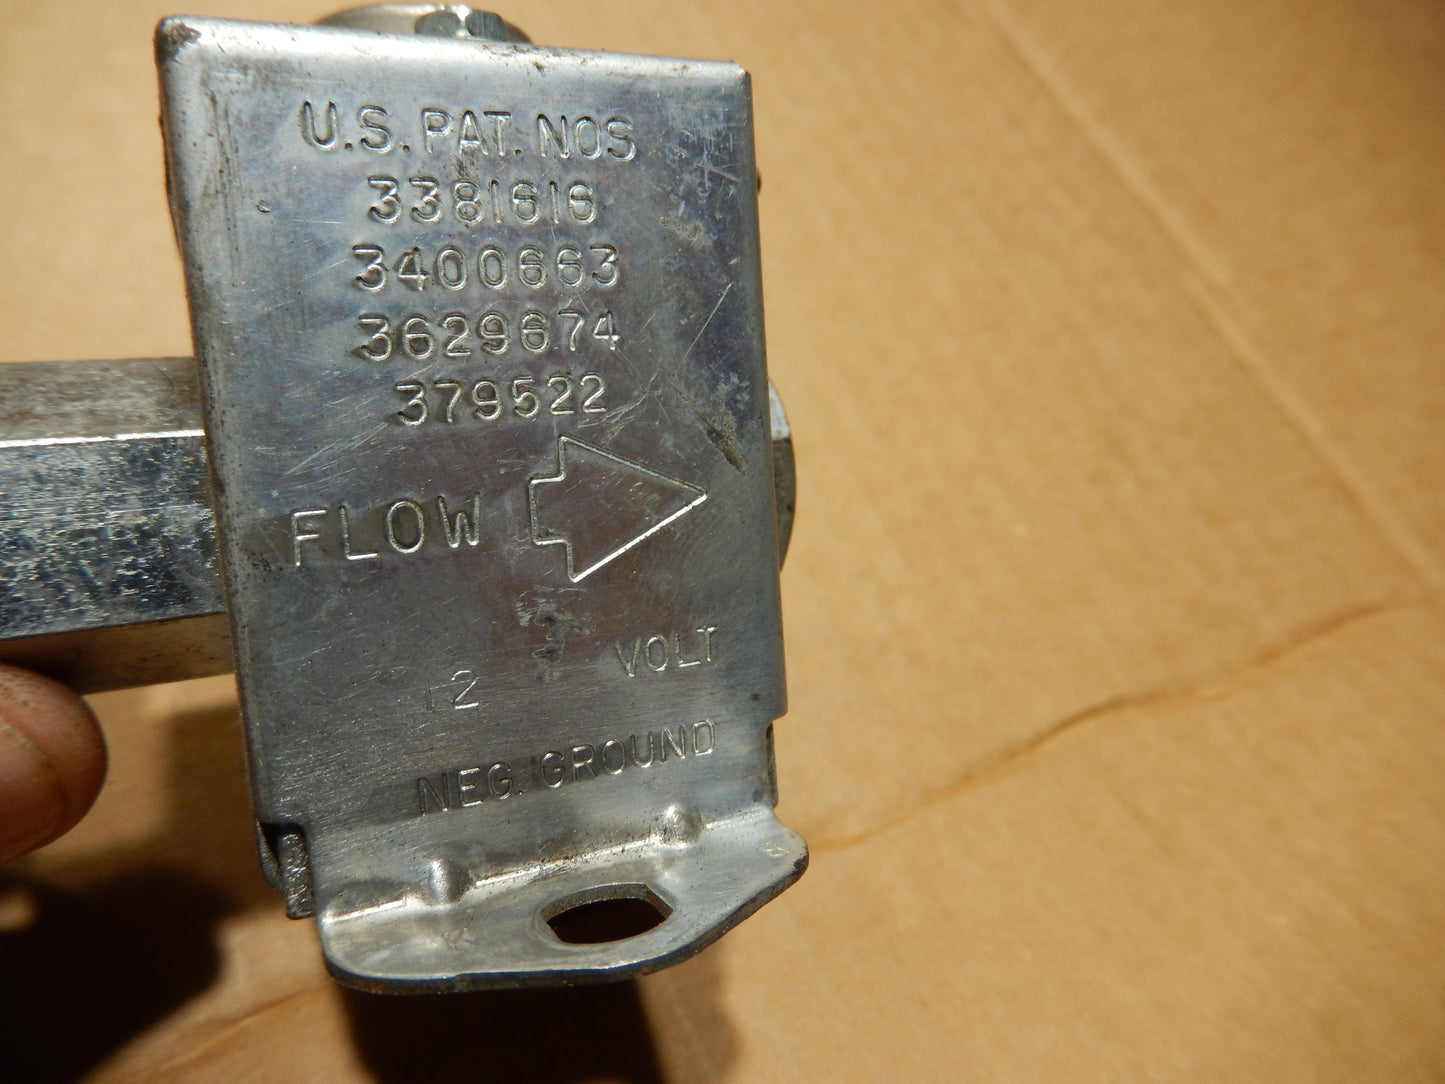 U.S. PAT. NOS
3381616
3400663
3629674
379522
FLOW
12 VOLT
NEG. GROUND
K